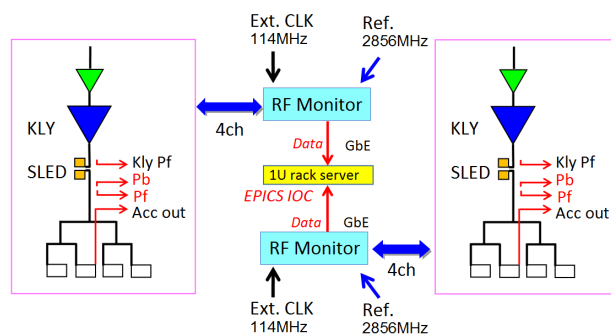 Ext. CLK
114MHz
Ref.
2856MHz
KLY
SLED
Kly Pf
Pb
Pf
Acc out
4ch
RF Monitor
Data
GbE
1U rack server
EPICS IOC
Data
GbE
RF Monitor
4ch
Ext. CLK
114MHz
Ref.
2856MHz
KLY
SLED
Kly Pf
Pb
Pf
Acc out